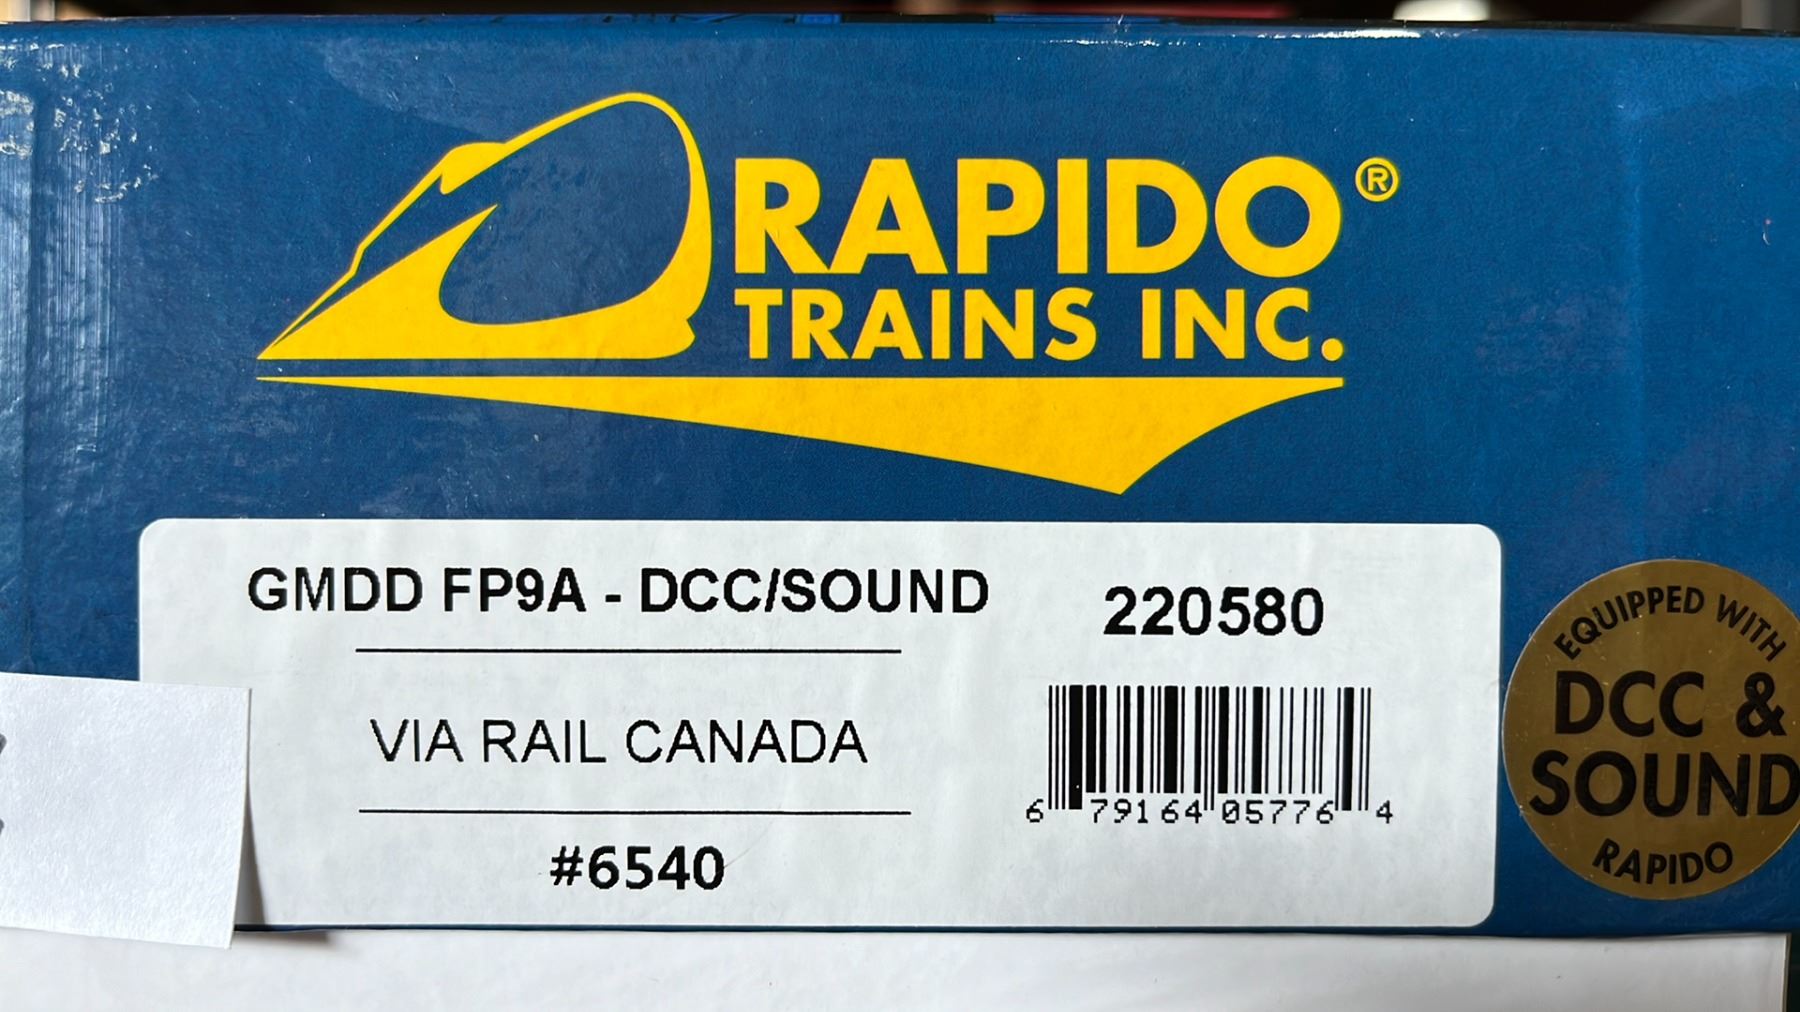 RAPIDO®
TRAINS INC.
GMDD FP9A - DCC/SOUND
220580
VIA RAIL CANADA
6 79164 05776 4
#6540
EQUIPPED WITH
DCC &
SOUND
RAPIDO